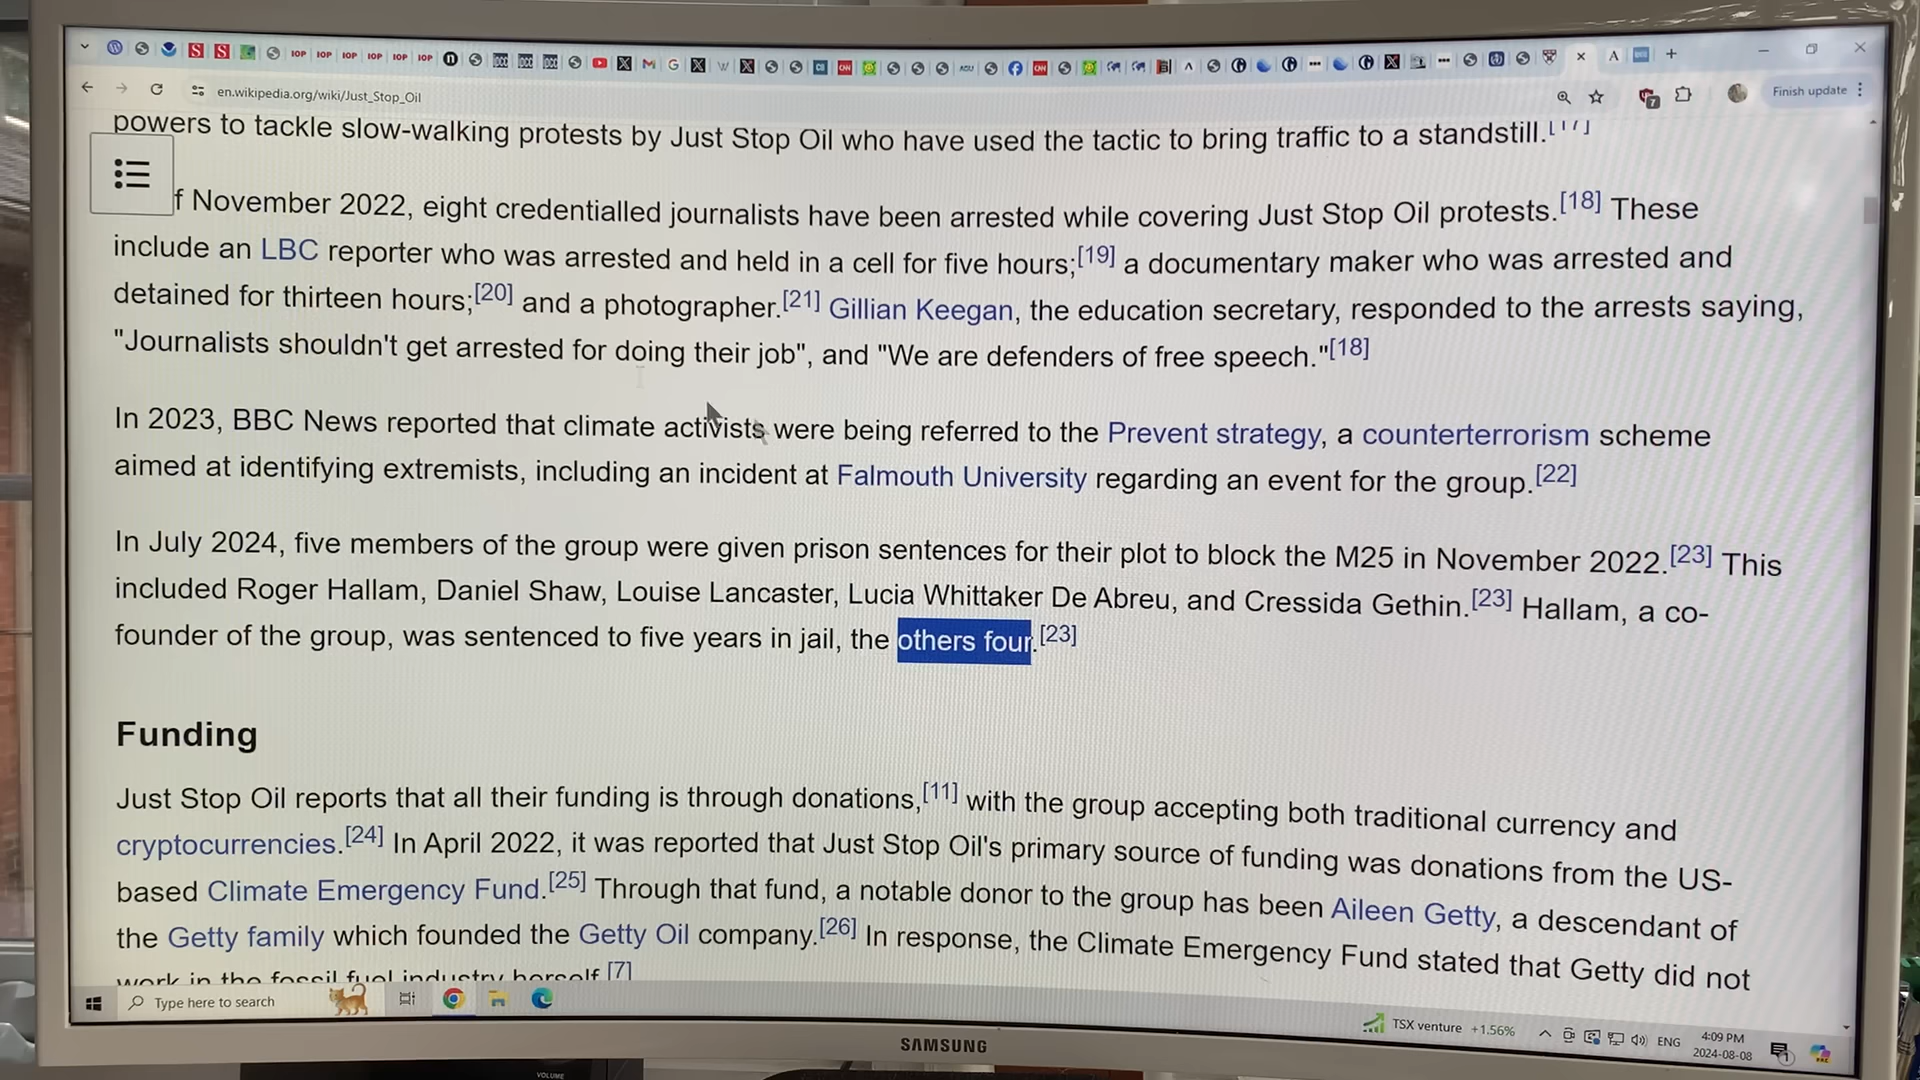 en.wikipedia.org/wiki/Just_Stop_Oil
Finish update
powers to tackle slow-walking protests by Just Stop Oil who have used the tactic to bring traffic to a standstill.[17]
f November 2022, eight credentialled journalists have been arrested while covering Just Stop Oil protests.[18] These
include an LBC reporter who was arrested and held in a cell for five hours;[19] a documentary maker who was arrested and
detained for thirteen hours;[20] and a photographer.[21] Gillian Keegan, the education secretary, responded to the arrests saying,
"Journalists shouldn't get arrested for doing their job", and "We are defenders of free speech."[18]
In 2023, BBC News reported that climate activists were being referred to the Prevent strategy, a counterterrorism scheme
aimed at identifying extremists, including an incident at Falmouth University regarding an event for the group.[22]
In July 2024, five members of the group were given prison sentences for their plot to block the M25 in November 2022.[23] This
included Roger Hallam, Daniel Shaw, Louise Lancaster, Lucia Whittaker De Abreu, and Cressida Gethin.[23] Hallam, a co-
founder of the group, was sentenced to five years in jail, the others four.[23]
Funding
Just Stop Oil reports that all their funding is through donations,[11] with the group accepting both traditional currency and
cryptocurrencies.[24] In April 2022, it was reported that Just Stop Oil's primary source of funding was donations from the US-
based Climate Emergency Fund.[25] Through that fund, a notable donor to the group has been Aileen Getty, a descendant of
the Getty family which founded the Getty Oil company.[26] In response, the Climate Emergency Fund stated that Getty did not
work in the fossil fuel industry herself.[7]
Type here to search
TSX venture +1.56%
ENG
4:09 PM
2024-08-08
SAMSUNG
VOLUME